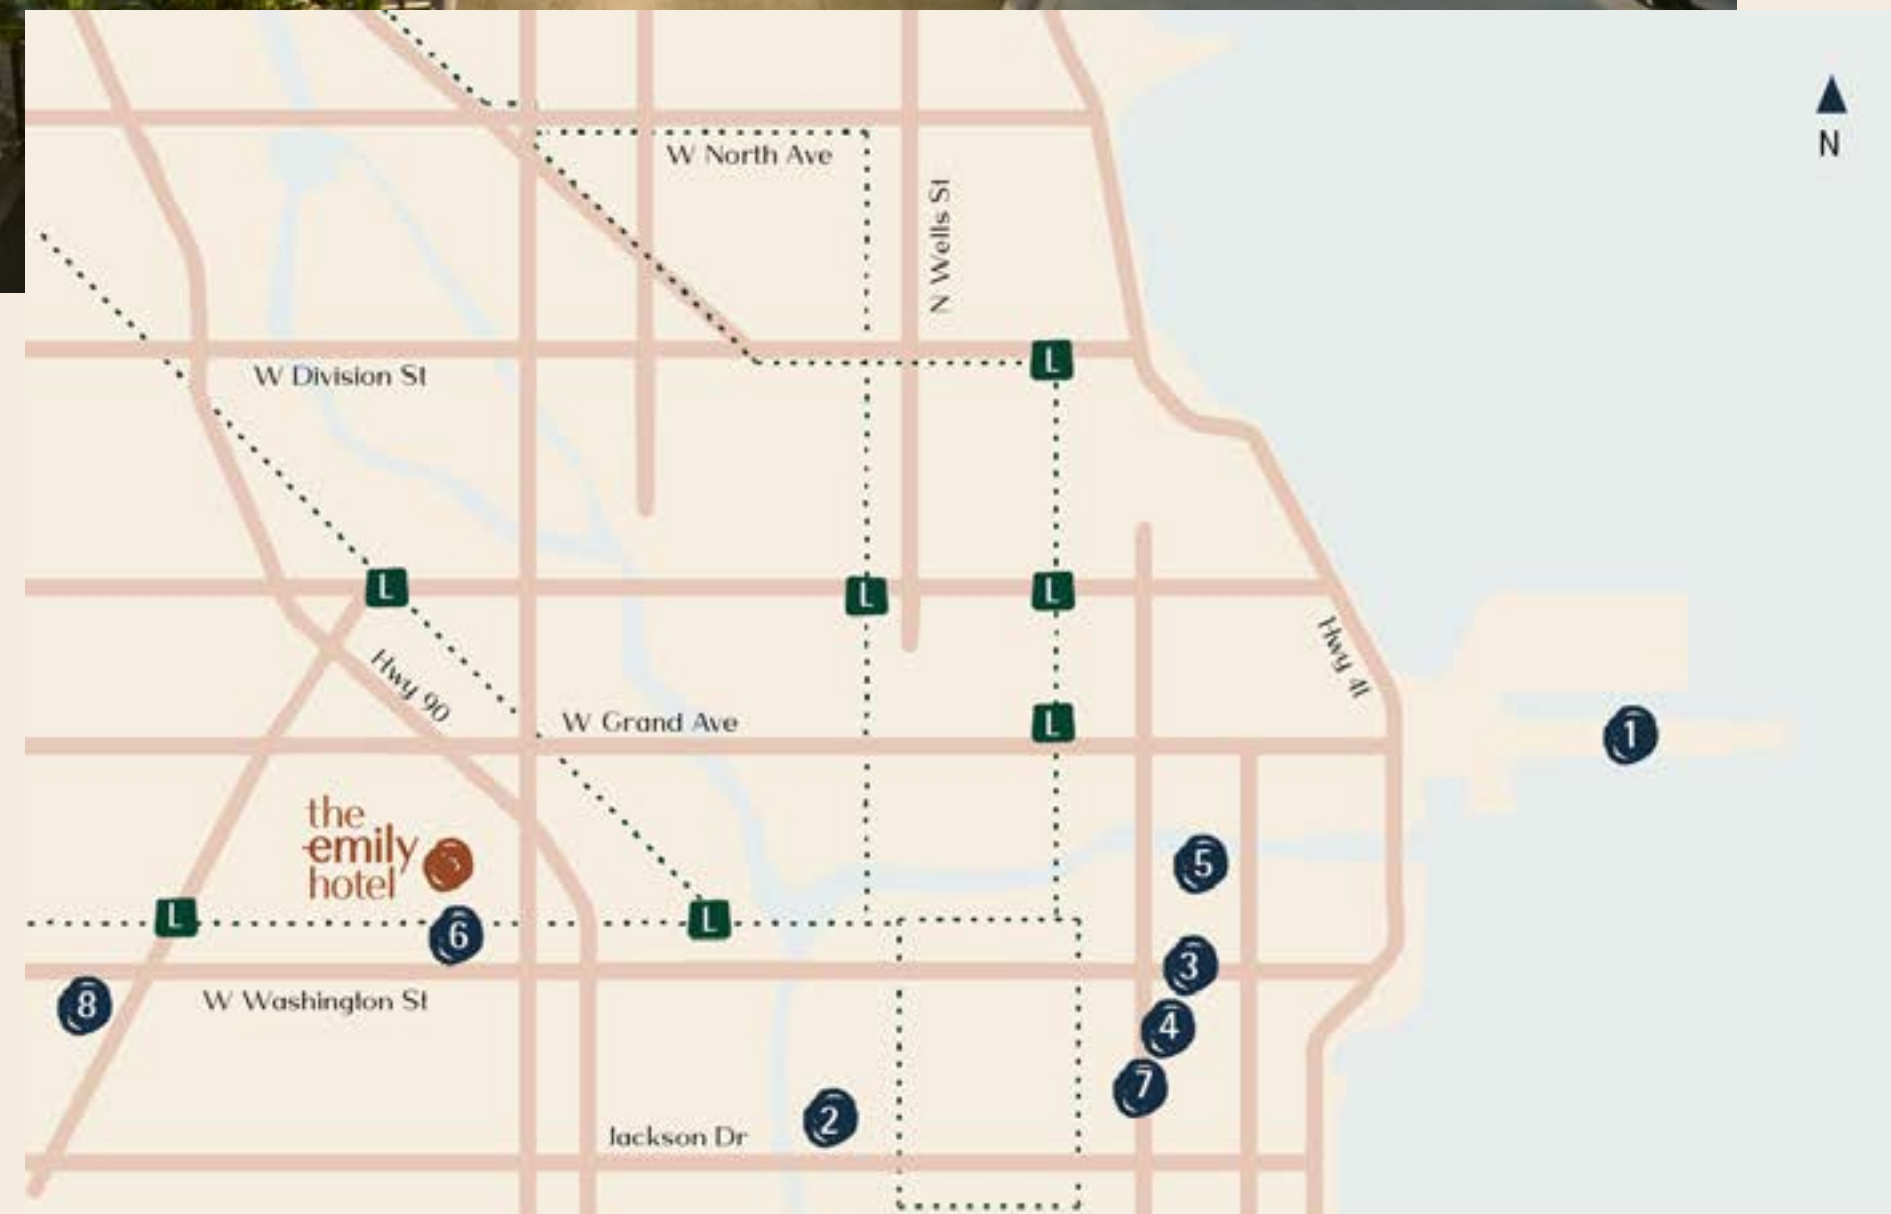 N
W North Ave
N Wells St
L
W Division St
L
L
L
Hwy 90
Hwy 41
W Grand Ave
L
1
the
emily
hotel
5
L
L
6
3
8
W Washington St
4
7
2
Jackson Dr